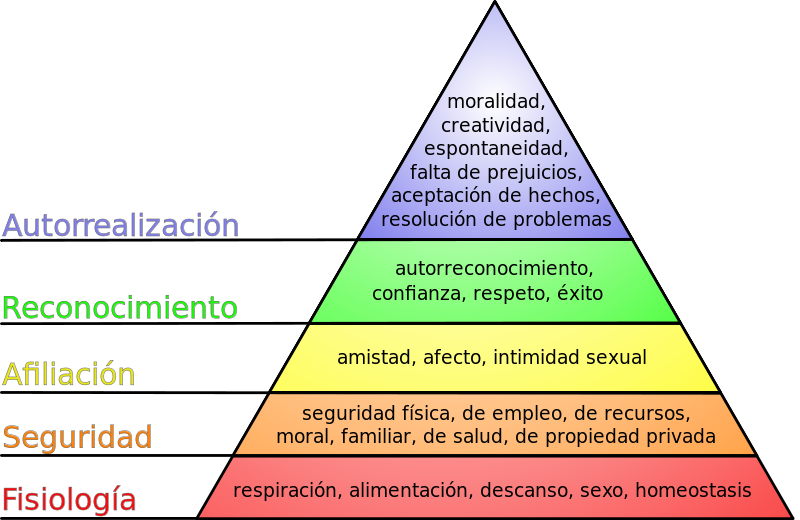 moralidad,
creatividad,
espontaneidad,
falta de prejuicios,
aceptación de hechos,
resolución de problemas
Autorrealización
autorreconocimiento,
confianza, respeto, éxito
Reconocimiento
amistad, afecto, intimidad sexual
Afiliación
seguridad física, de empleo, de recursos,
moral, familiar, de salud, de propiedad privada
Seguridad
respiración, alimentación, descanso, sexo, homeostasis
Fisiología